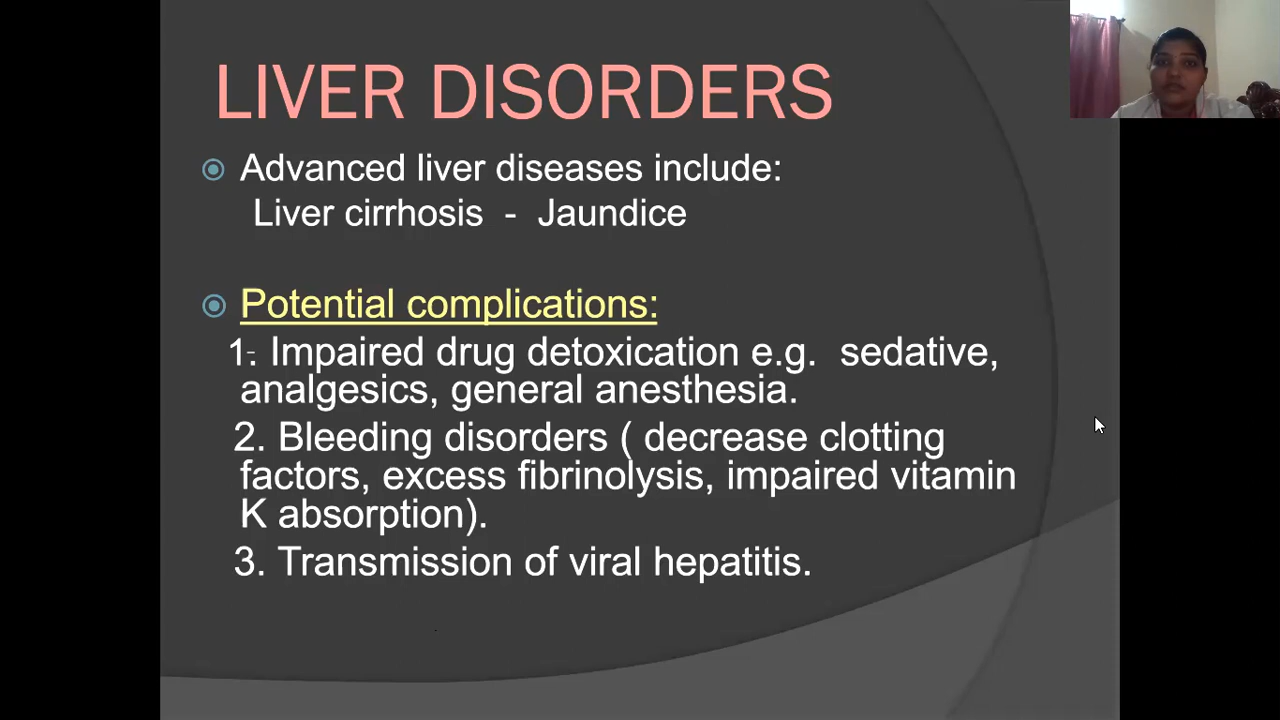 LIVER DISORDERS
Advanced liver diseases include:
Liver cirrhosis - Jaundice
Potential complications:
1-. Impaired drug detoxication e.g. sedative,
analgesics, general anesthesia.
2. Bleeding disorders ( decrease clotting
factors, excess fibrinolysis, impaired vitamin
K absorption).
3. Transmission of viral hepatitis.